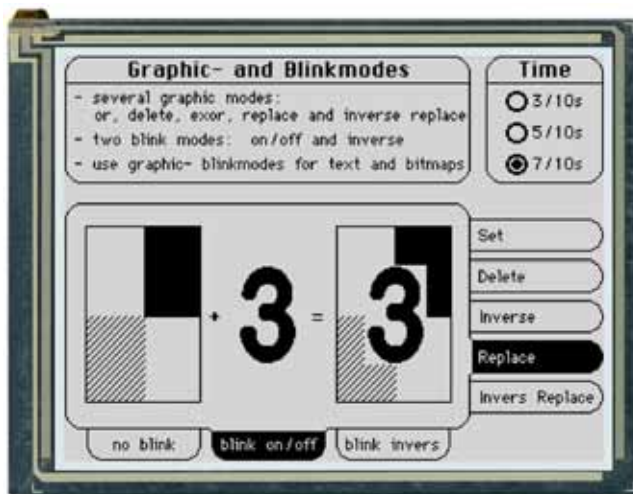 Graphic- and Blinkmodes
- several graphic modes:
or, delete, exor, replace and inverse replace
- two blink modes: on/off and inverse
- use graphic- blinkmodes for text and bitmaps
Time
3/10s
5/10s
7/10s
+ 3 = 3
Set
Delete
Inverse
Replace
Invers Replace
no blink
blink on/off
blink invers